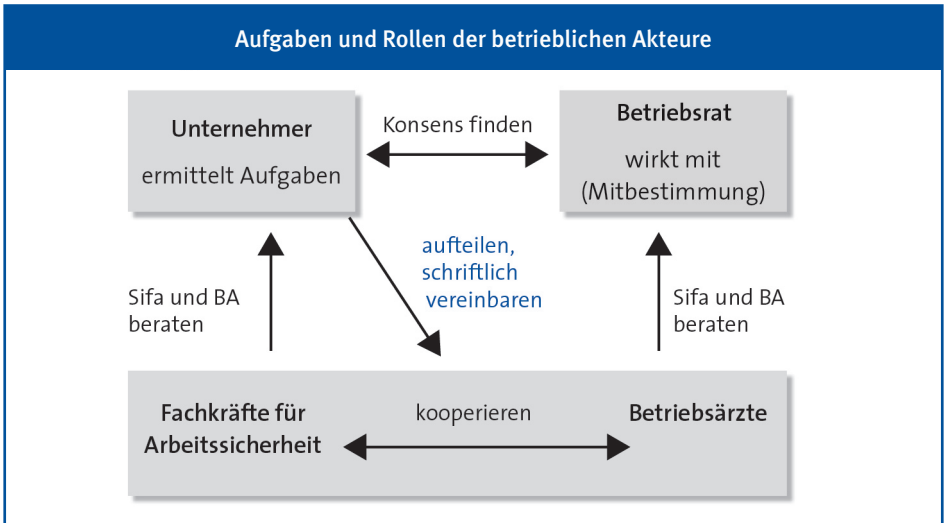 Aufgaben und Rollen der betrieblichen Akteure
Unternehmer
ermittelt Aufgaben
Konsens finden
Betriebsrat
wirkt mit
(Mitbestimmung)
aufteilen,
schriftlich
vereinbaren
Sifa und BA
beraten
Sifa und BA
beraten
Fachkräfte für
Arbeitssicherheit
kooperieren
Betriebsärzte